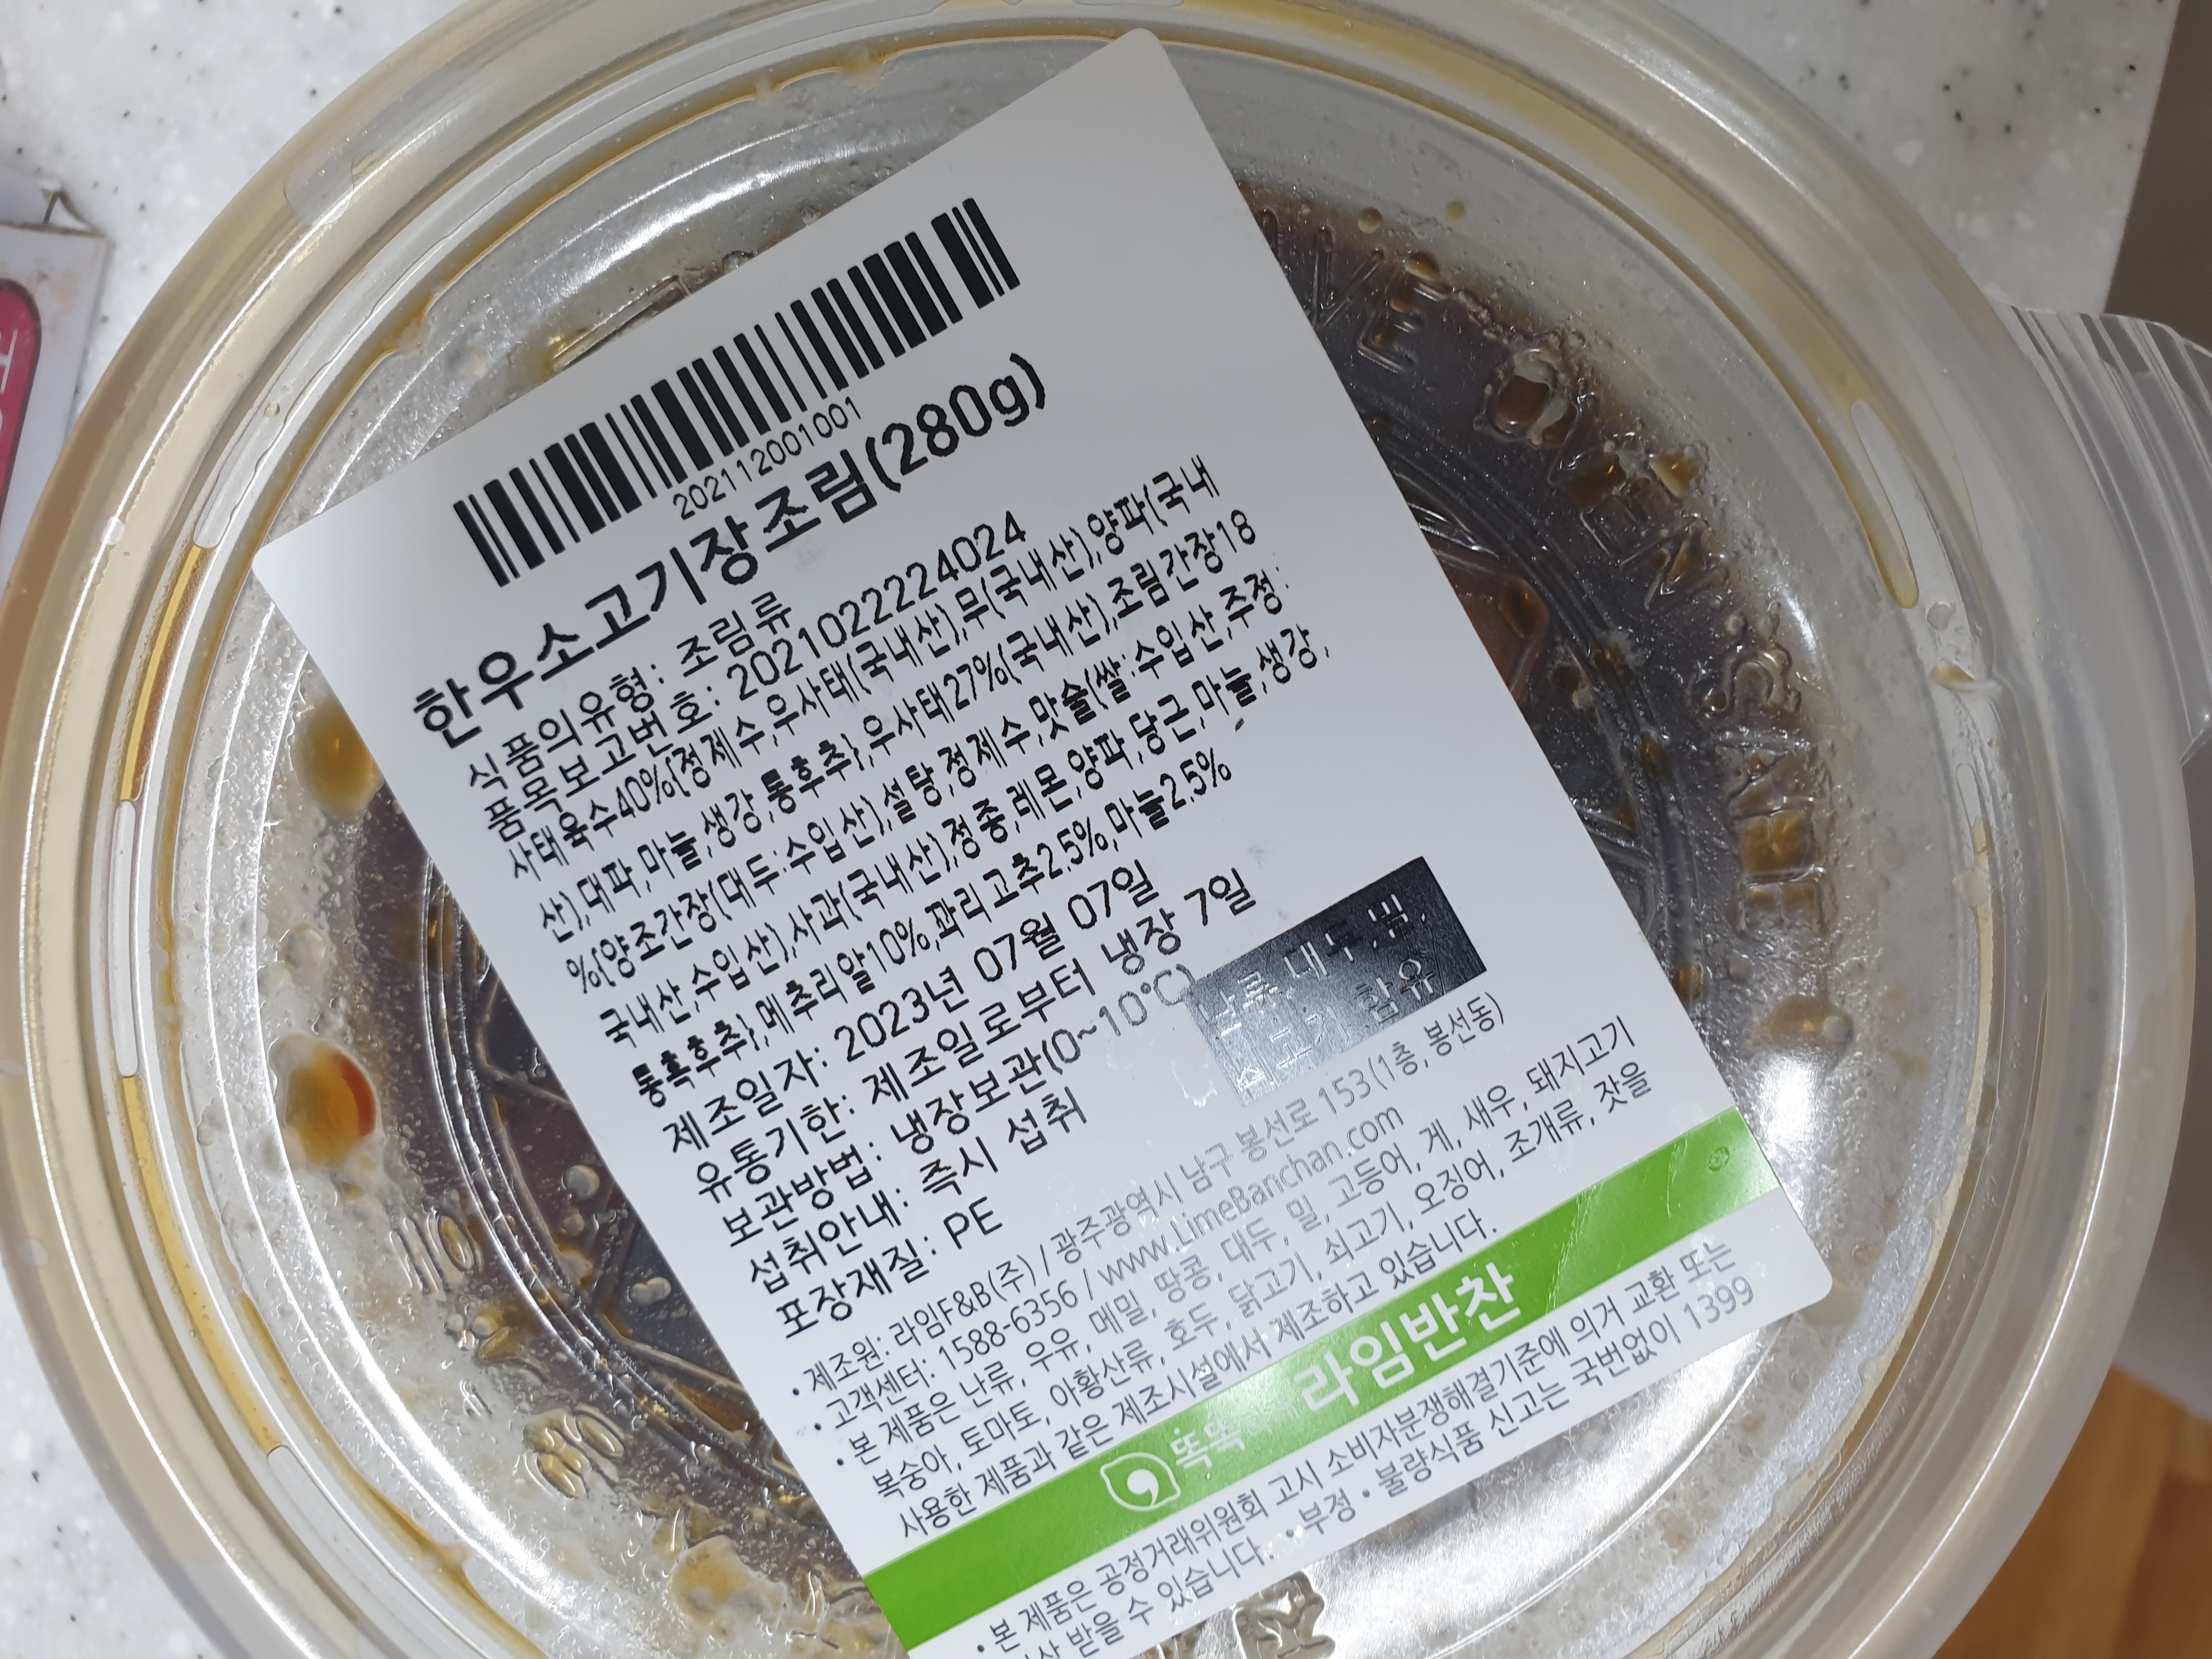 202112001001
한우소고기장조림(280g)
식품의유형: 조림류
품목보고번호: 20210222224024
사태육수40%{정제수,우사태(국내산),무(국내산),양파(국내
산),대파,마늘,생강,통후추},우사태27%(국내산),조림간장18
%{양조간장(대두:수입산),설탕,정제수,맛술(쌀:수입산,주정:
국내산,수입산),사과(국내산),정종,레몬,양파,당근,마늘,생강,
통흑후추},메추리알10%,꽈리고추2.5%,마늘2.5%
제조일자: 2023년 07월 07일
유통기한: 제조일로부터 냉장 7일
보관방법: 냉장보관(0~10°C)
섭취안내: 즉시 섭취
포장재질: PE
난류,대두,밀,
쇠고기 함유
• 제조원: 라임F&B(주) / 광주광역시 남구 봉선로 153(1층, 봉선동)
• 고객센터: 1588-6356 / www.LimeBanchan.com
• 본 제품은 난류, 우유, 메밀, 땅콩, 대두, 밀, 고등어, 게, 새우, 돼지고기
복숭아, 토마토, 아황산류, 호두, 닭고기, 쇠고기, 오징어, 조개류, 잣을
사용한 제품과 같은 제조시설에서 제조하고 있습니다.
라임반찬
• 본 제품은 공정거래위원회 고시 소비자분쟁해결기준에 의거 교환 또는
보상 받을 수 있습니다. • 부정 • 불량식품 신고는 국번없이 1399
OVEN SAFE